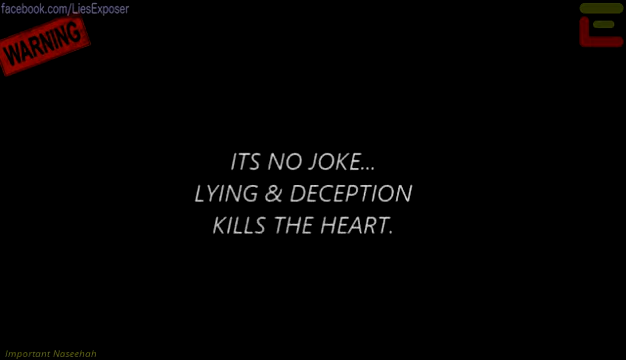 facebook.com/LiesExposer
WARNING
ITS NO JOKE...
LYING & DECEPTION
KILLS THE HEART.
Important Naseehah